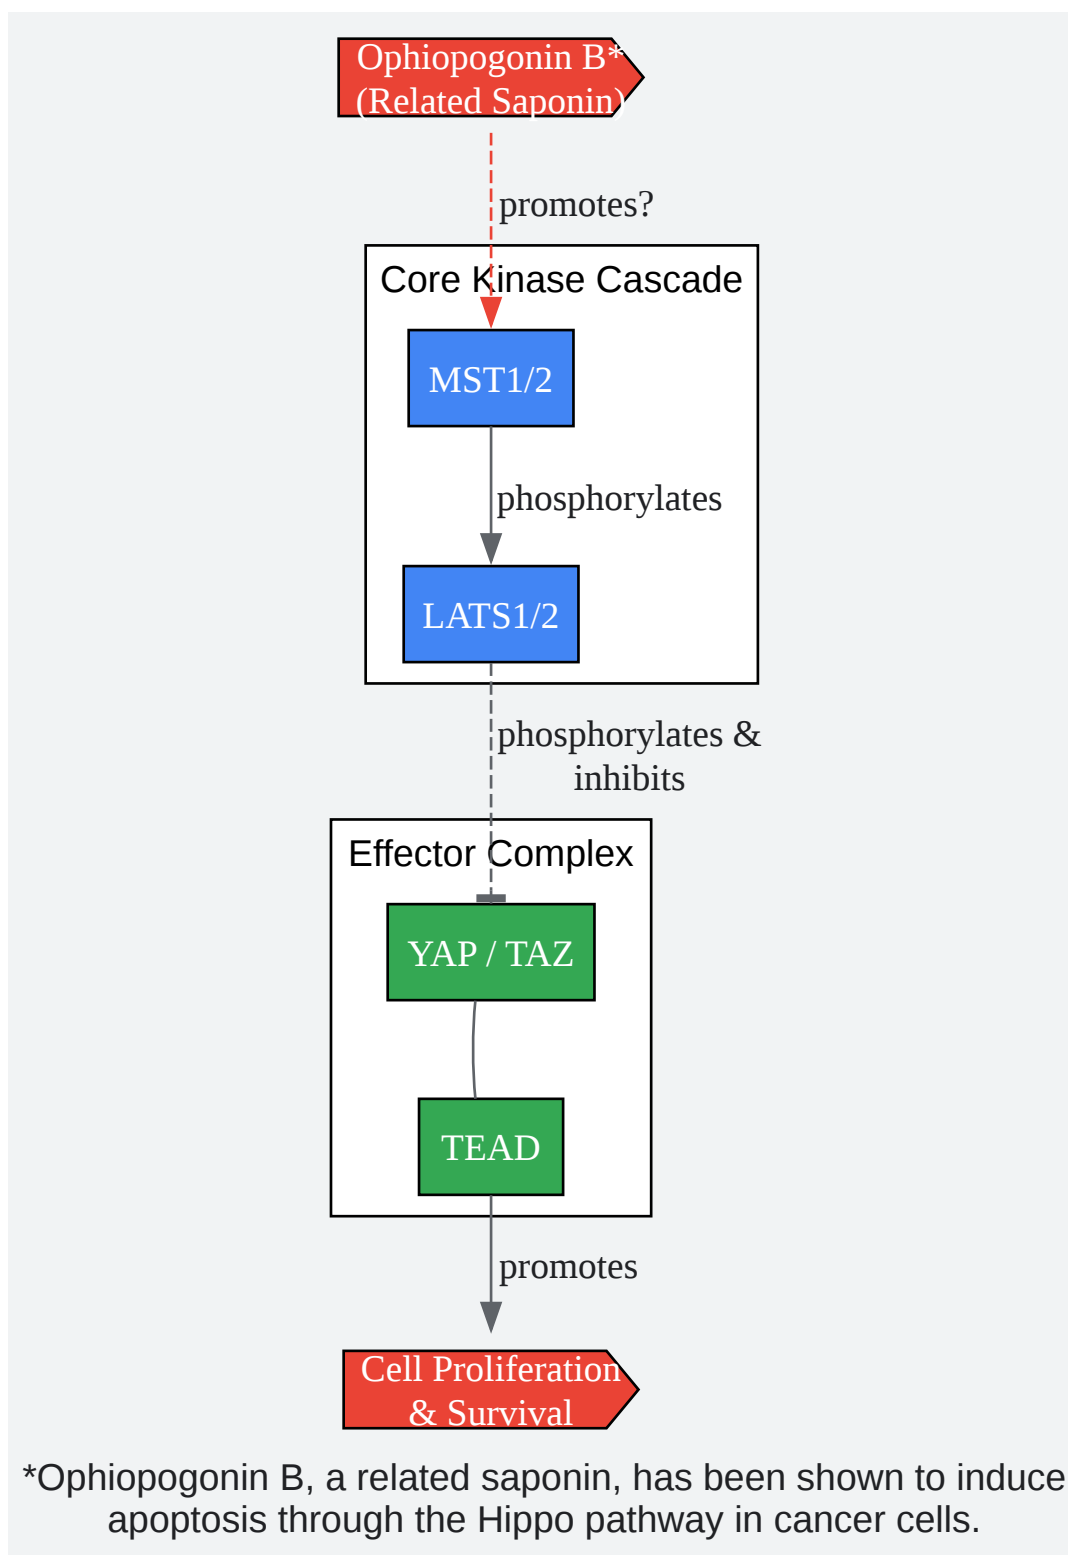 Ophiopogonin B*
(Related Saponin)
promotes?
Core Kinase Cascade
MST1/2
phosphorylates
LATS1/2
phosphorylates &
inhibits
Effector Complex
YAP / TAZ
TEAD
promotes
Cell Proliferation
& Survival
*Ophiopogonin B, a related saponin, has been shown to induce
apoptosis through the Hippo pathway in cancer cells.